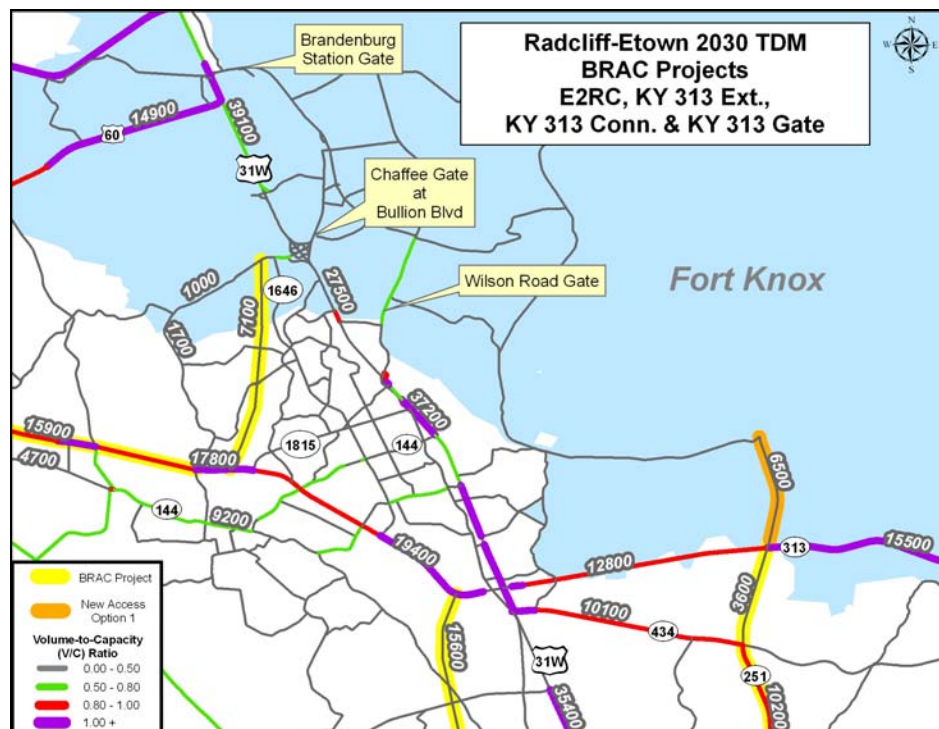 Radcliff-Etown 2030 TDM
BRAC Projects
E2RC, KY 313 Ext.,
KY 313 Conn. & KY 313 Gate
N
W E
S
Brandenburg
Station Gate
39100
14900
60
31W
Chaffee Gate
at
Bullion Blvd
Wilson Road Gate
Fort Knox
1000
1646
27500
7100
1700
37200
15900
17800
1815
144
4700
6500
144
9200
19400
12800
313
15500
10100
3600
434
15600
31W
251
35400
10200
BRAC Project
New Access
Option 1
Volume-to-Capacity
(V/C) Ratio
0.00 - 0.50
0.50 - 0.80
0.80 - 1.00
1.00 +